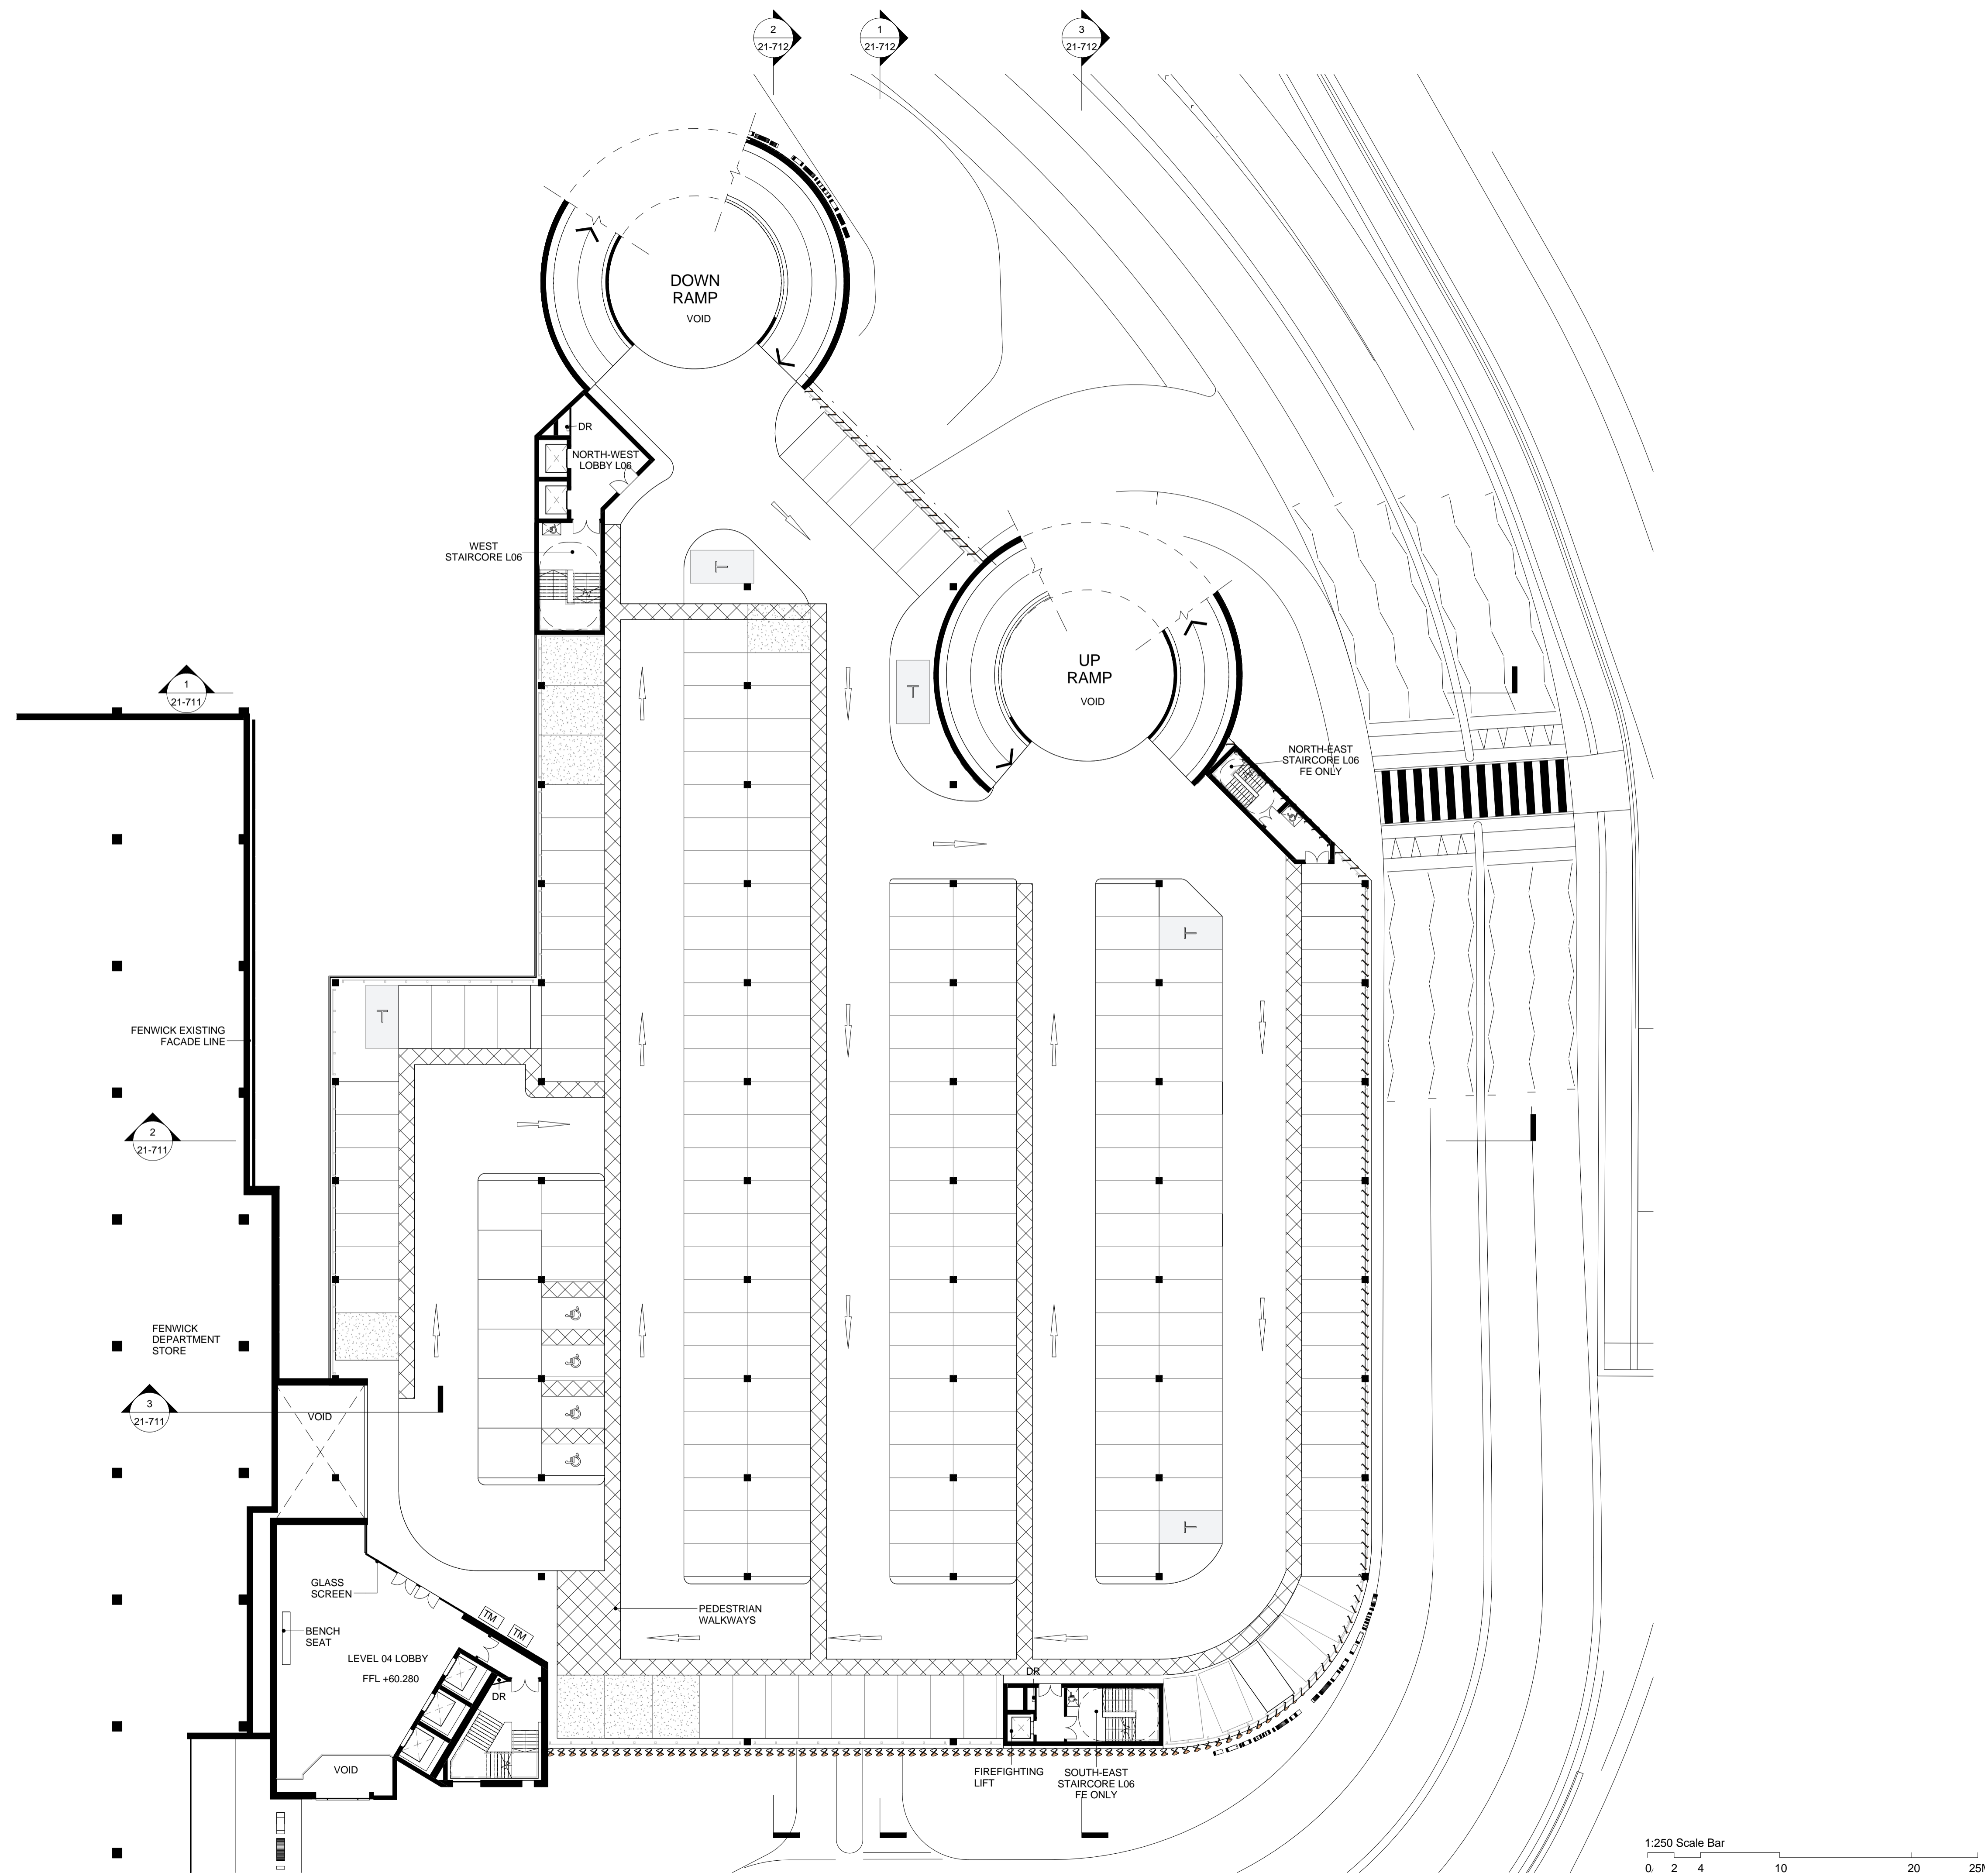 2
21-712
1
21-712
3
21-712
DOWN
RAMP
VOID
DR
NORTH-WEST
LOBBY L06
WEST
STAIRCORE L06
T
T
UP
RAMP
VOID
1
21-711
NORTH-EAST
STAIRCORE L06
FE ONLY
T
T
FENWICK EXISTING
FACADE LINE
2
21-711
FENWICK
DEPARTMENT
STORE
3
21-711
VOID
T
GLASS
SCREEN
PEDESTRIAN
WALKWAYS
TM
TM
BENCH
SEAT
LEVEL 04 LOBBY
FFL +60.280
DR
DR
VOID
FIREFIGHTING
LIFT
SOUTH-EAST
STAIRCORE L06
FE ONLY
1:250 Scale Bar
0 2 4 10 20 25